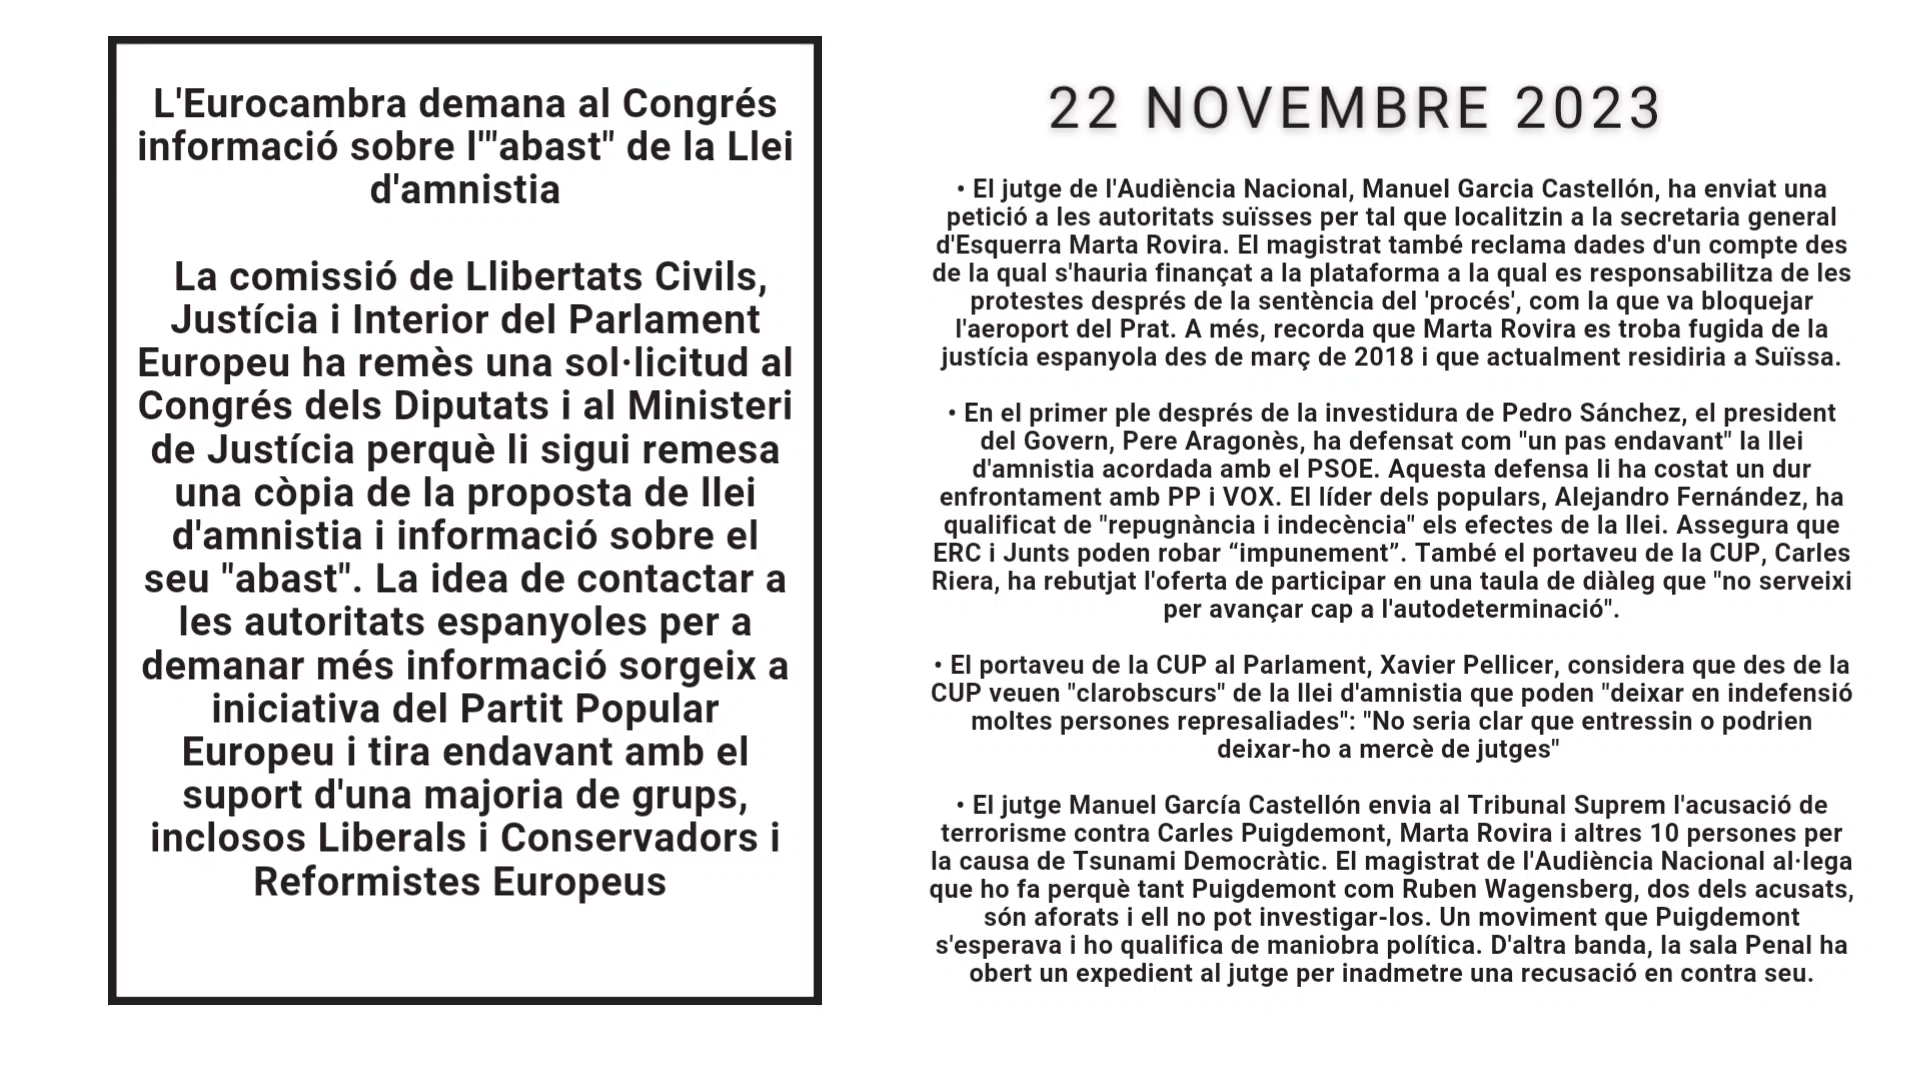 L'Eurocambra demana al Congrés
informació sobre l'"abast" de la Llei
d'amnistia
La comissió de Llibertats Civils,
Justícia i Interior del Parlament
Europeu ha remès una sol·licitud al
Congrés dels Diputats i al Ministeri
de Justícia perquè li sigui remesa
una còpia de la proposta de llei
d'amnistia i informació sobre el
seu "abast". La idea de contactar a
les autoritats espanyoles per a
demanar més informació sorgeix a
iniciativa del Partit Popular
Europeu i tira endavant amb el
suport d'una majoria de grups,
inclosos Liberals i Conservadors i
Reformistes Europeus
22 NOVEMBRE 2023
• El jutge de l'Audiència Nacional, Manuel Garcia Castellón, ha enviat una
petició a les autoritats suïsses per tal que localitzin a la secretaria general
d'Esquerra Marta Rovira. El magistrat també reclama dades d'un compte des
de la qual s'hauria finançat a la plataforma a la qual es responsabilitza de les
protestes després de la sentència del 'procés', com la que va bloquejar
l'aeroport del Prat. A més, recorda que Marta Rovira es troba fugida de la
justícia espanyola des de març de 2018 i que actualment residiria a Suïssa.
• En el primer ple després de la investidura de Pedro Sánchez, el president
del Govern, Pere Aragonès, ha defensat com "un pas endavant" la llei
d'amnistia acordada amb el PSOE. Aquesta defensa li ha costat un dur
enfrontament amb PP i VOX. El líder dels populars, Alejandro Fernández, ha
qualificat de "repugnància i indecència" els efectes de la llei. Assegura que
ERC i Junts poden robar “impunement”. També el portaveu de la CUP, Carles
Riera, ha rebutjat l'oferta de participar en una taula de diàleg que "no serveixi
per avançar cap a l'autodeterminació".
• El portaveu de la CUP al Parlament, Xavier Pellicer, considera que des de la
CUP veuen "clarobscurs" de la llei d'amnistia que poden "deixar en indefensió
moltes persones represaliades": "No seria clar que entressin o podrien
deixar-ho a mercè de jutges"
• El jutge Manuel García Castellón envia al Tribunal Suprem l'acusació de
terrorisme contra Carles Puigdemont, Marta Rovira i altres 10 persones per
la causa de Tsunami Democràtic. El magistrat de l'Audiència Nacional al·lega
que ho fa perquè tant Puigdemont com Ruben Wagensberg, dos dels acusats,
són aforats i ell no pot investigar-los. Un moviment que Puigdemont
s'esperava i ho qualifica de maniobra política. D'altra banda, la sala Penal ha
obert un expedient al jutge per inadmetre una recusació en contra seu.